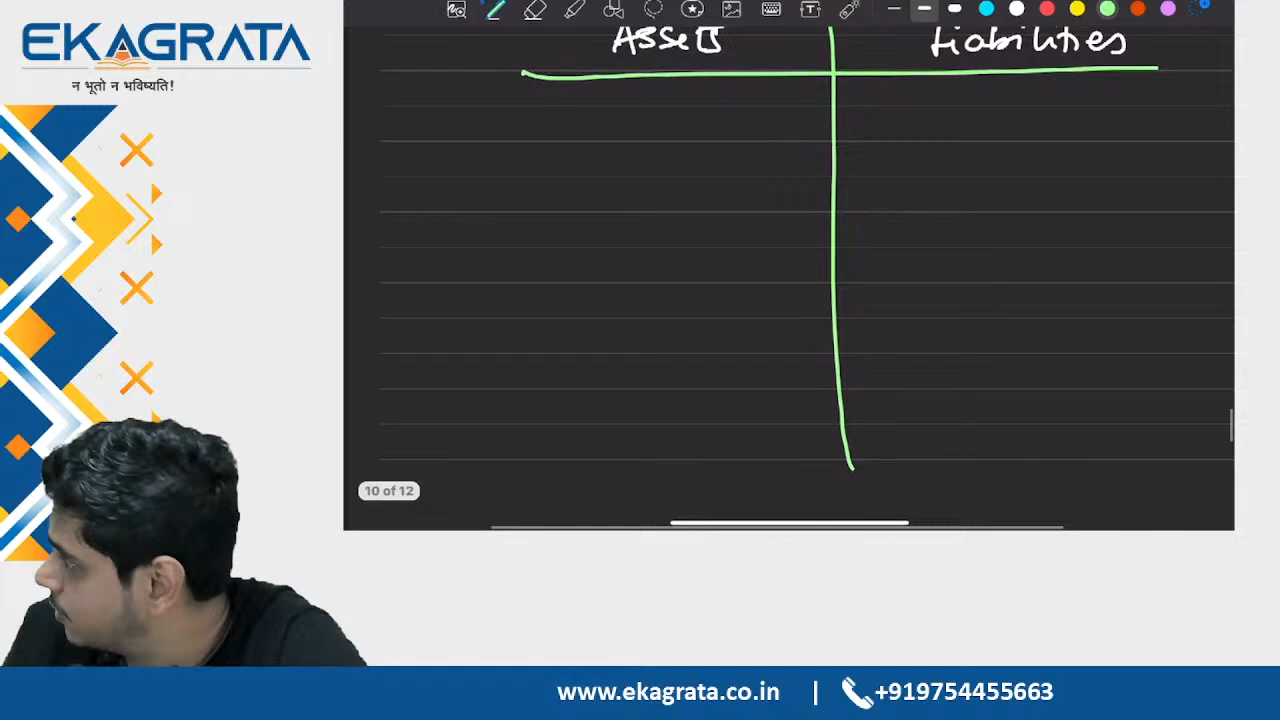 EKAGRATA
न भूतो न भविष्यति!
Assets Liabilities
10 of 12
www.ekagrata.co.in | +919754455663